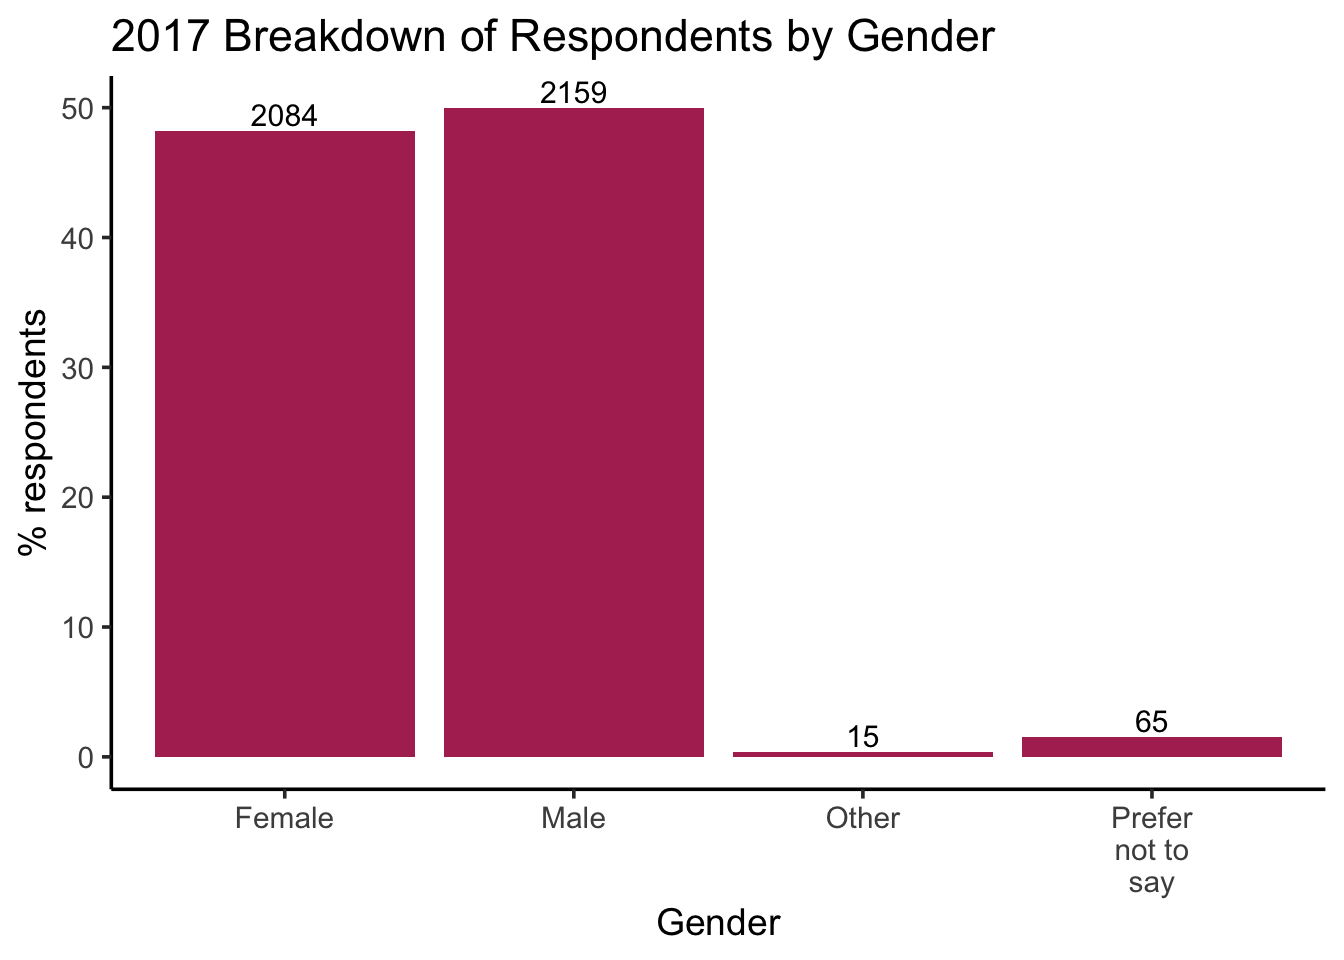 2017 Breakdown of Respondents by Gender
% respondents
50
40
30
20
10
0
2084
2159
15
65
Female
Male
Other
Prefer
not to
say
Gender